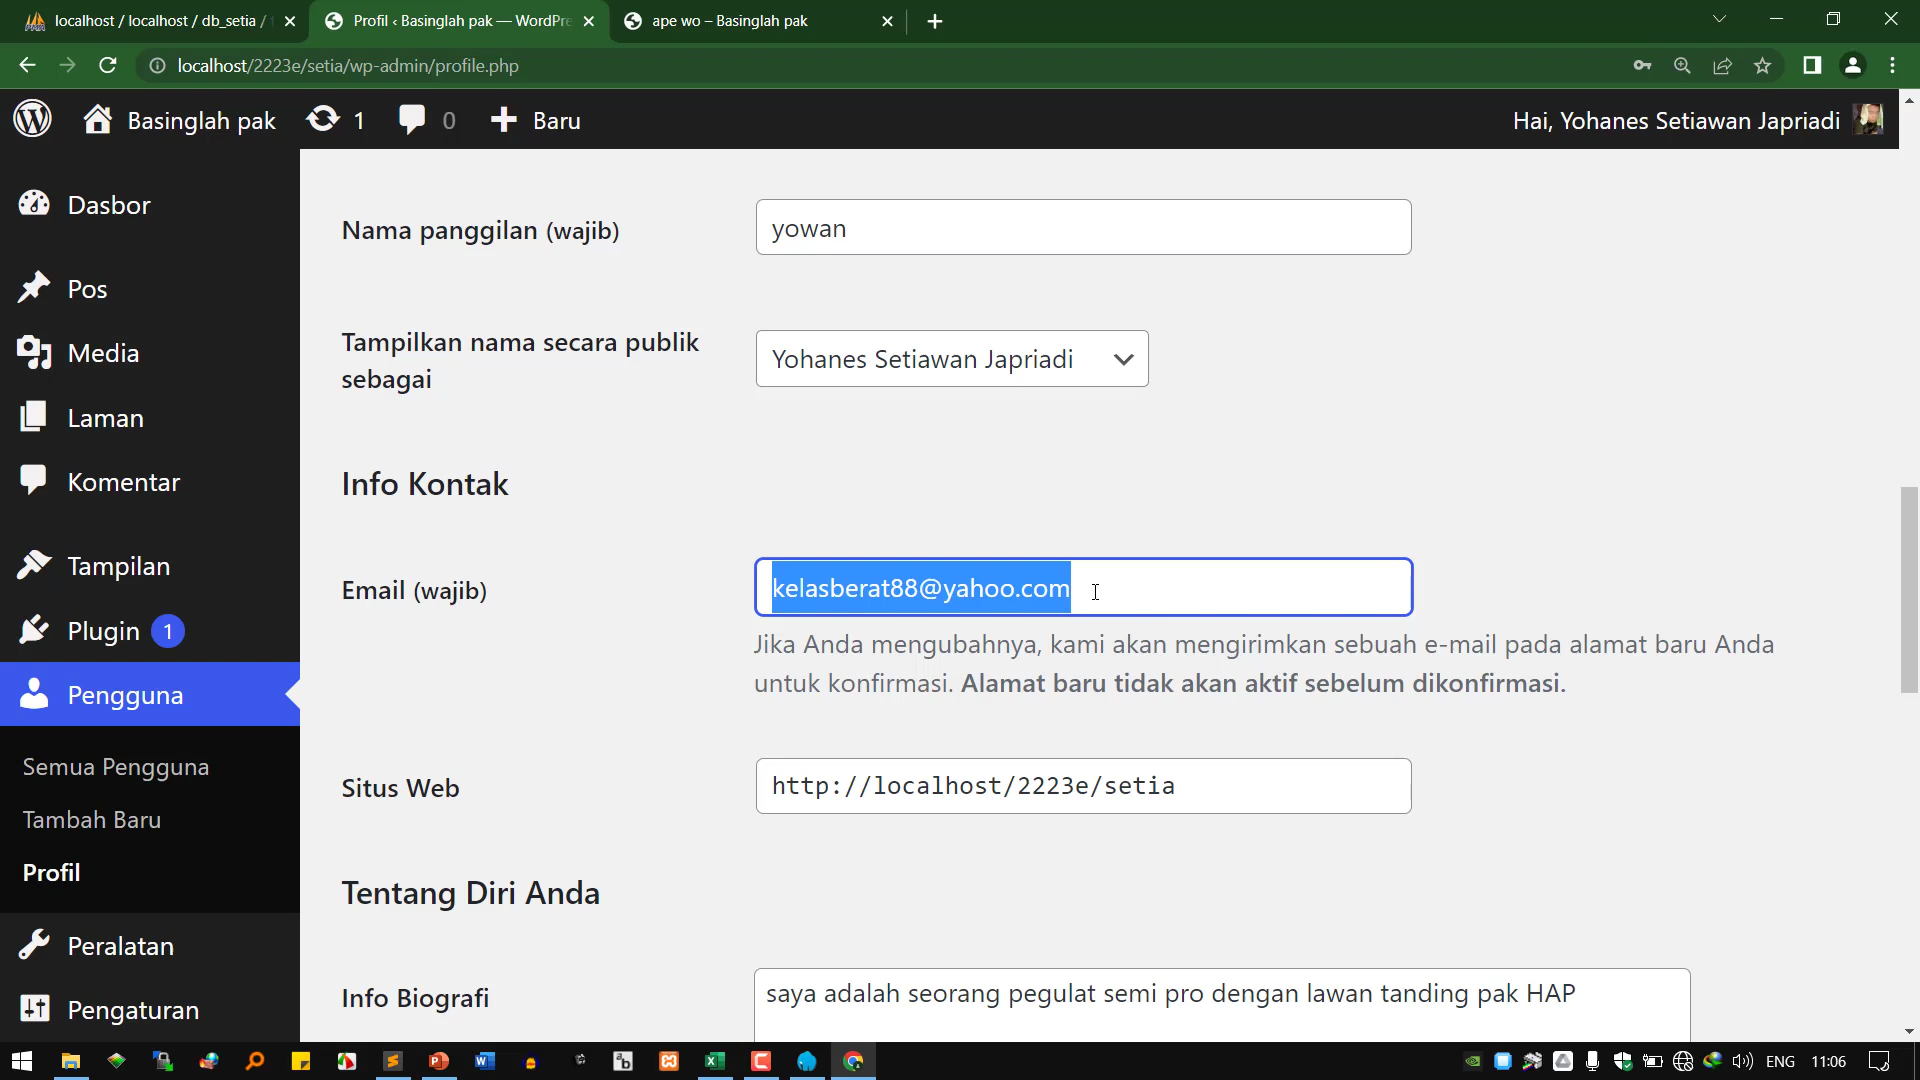 localhost / localhost / db_setia /
Profil ‹ Basinglah pak — WordPre
ape wo – Basinglah pak
localhost/2223e/setia/wp-admin/profile.php
Basinglah pak
1
0
Baru
Hai, Yohanes Setiawan Japriadi
Dasbor
Pos
Media
Laman
Komentar
Tampilan
Plugin 1
Pengguna
Semua Pengguna
Tambah Baru
Profil
Peralatan
Pengaturan
Nama panggilan (wajib)
yowan
Tampilkan nama secara publik
sebagai
Yohanes Setiawan Japriadi
Info Kontak
Email (wajib)
kelasberat88@yahoo.com
Jika Anda mengubahnya, kami akan mengirimkan sebuah e-mail pada alamat baru Anda
untuk konfirmasi. Alamat baru tidak akan aktif sebelum dikonfirmasi.
Situs Web
http://localhost/2223e/setia
Tentang Diri Anda
Info Biografi
saya adalah seorang pegulat semi pro dengan lawan tanding pak HAP
ENG
11:06